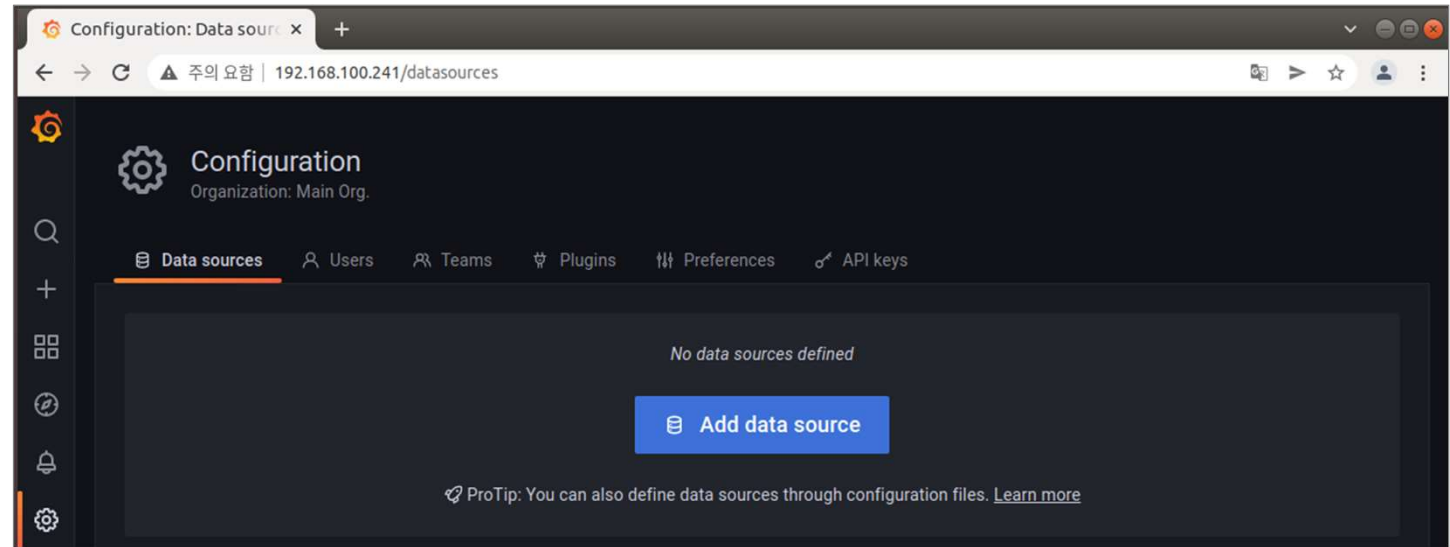 Configuration: Data sourc
주의 요함 192.168.100.241/datasources
Configuration
Organization: Main Org.
Data sources Users Teams Plugins Preferences API keys
No data sources defined
Add data source
ProTip: You can also define data sources through configuration files. Learn more